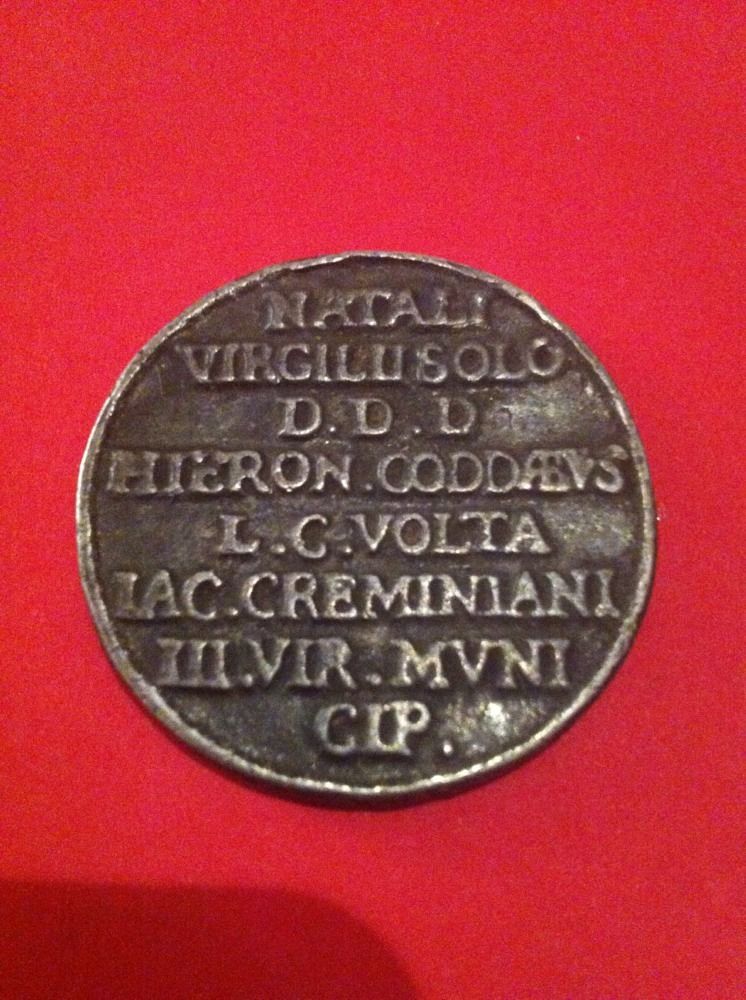 NATALI
VIRGILII SOLO
D.D.D
HIERON.CODDÆVS
L.C.VOLTA
IAC.CREMINIANI
III.VIR.MVNI
CIP.